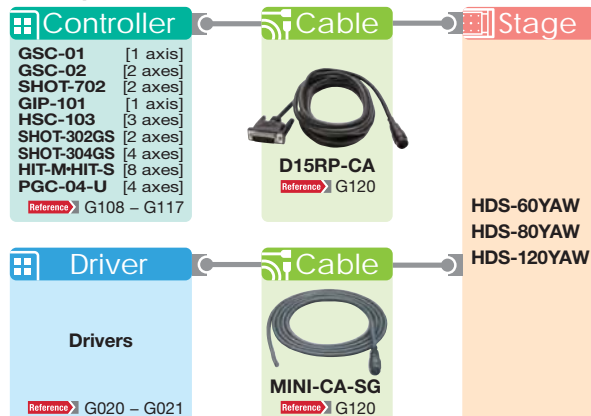 Controller
GSC-01 [1 axis]
GSC-02 [2 axes]
SHOT-702 [2 axes]
GIP-101 [1 axis]
HSC-103 [3 axes]
SHOT-302GS [2 axes]
SHOT-304GS [4 axes]
HIT-M•HIT-S [8 axes]
PGC-04-U [4 axes]
Reference G108 – G117
Cable
D15RP-CA
Reference G120
Stage
HDS-60YAW
HDS-80YAW
HDS-120YAW
Driver
Drivers
Reference G020 – G021
Cable
MINI-CA-SG
Reference G120